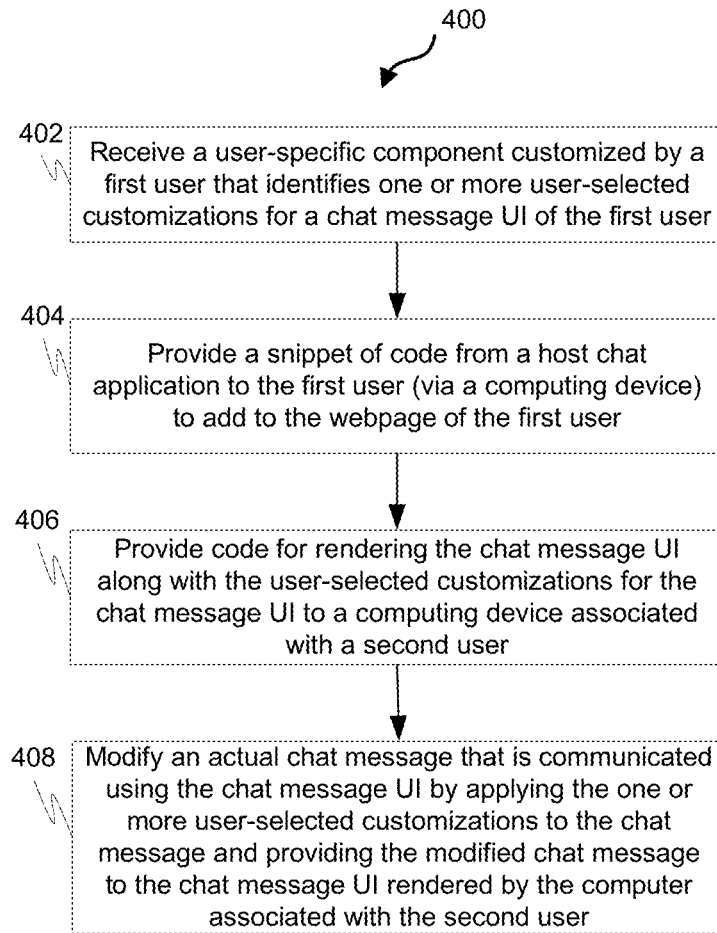 400
402
Receive a user-specific component customized by a
first user that identifies one or more user-selected
customizations for a chat message UI of the first user
404
Provide a snippet of code from a host chat
application to the first user (via a computing device)
to add to the webpage of the first user
406
Provide code for rendering the chat message UI
along with the user-selected customizations for the
chat message UI to a computing device associated
with a second user
408
Modify an actual chat message that is communicated
using the chat message UI by applying the one or
more user-selected customizations to the chat
message and providing the modified chat message
to the chat message UI rendered by the computer
associated with the second user